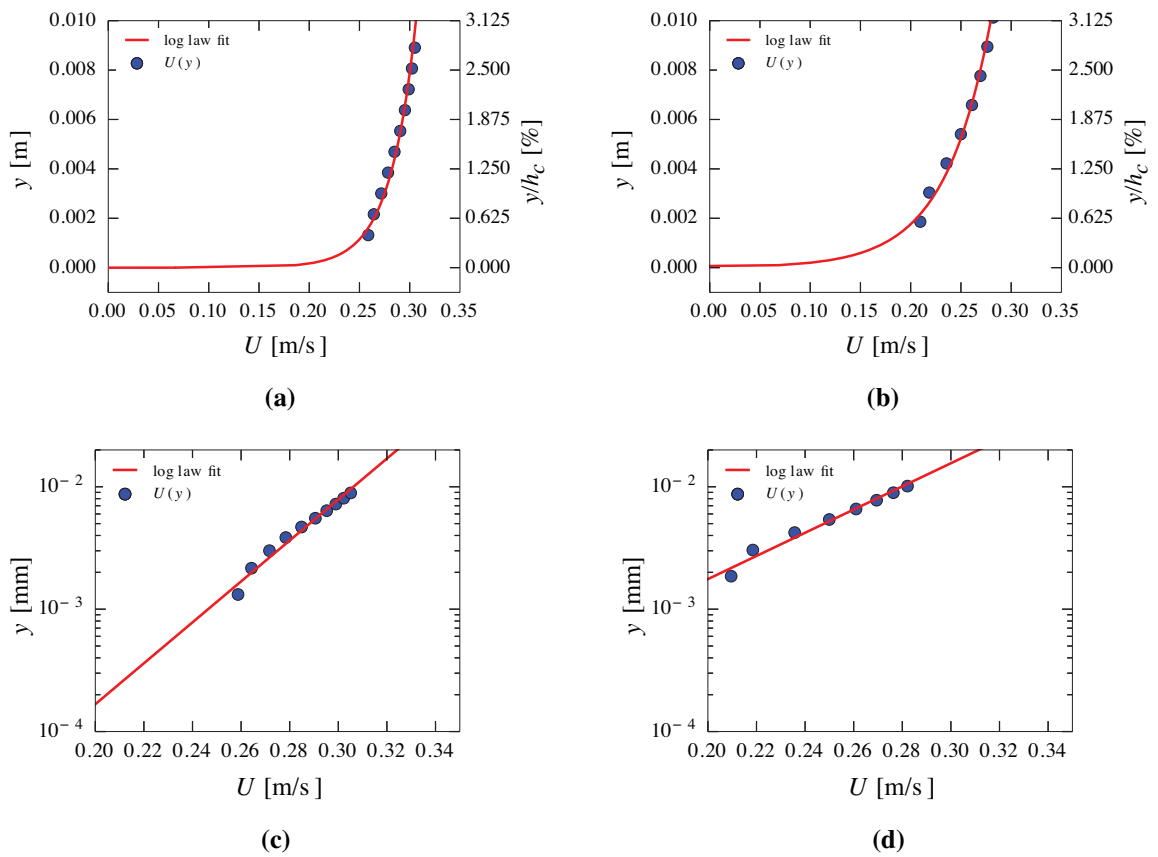 0.010
0.008
0.006
0.004
0.002
0.000
y [m]
3.125
2.500
1.875
1.250
0.625
0.000
y/h_c [%]
log law fit
U(y)
0.00 0.05 0.10 0.15 0.20 0.25 0.30 0.35
U [m/s]
(a)
0.010
0.008
0.006
0.004
0.002
0.000
y [m]
3.125
2.500
1.875
1.250
0.625
0.000
y/h_c [%]
log law fit
U(y)
0.00 0.05 0.10 0.15 0.20 0.25 0.30 0.35
U [m/s]
(b)
10⁻²
10⁻³
10⁻⁴
y [mm]
log law fit
U(y)
0.20 0.22 0.24 0.26 0.28 0.30 0.32 0.34
U [m/s]
(c)
10⁻²
10⁻³
10⁻⁴
y [mm]
log law fit
U(y)
0.20 0.22 0.24 0.26 0.28 0.30 0.32 0.34
U [m/s]
(d)